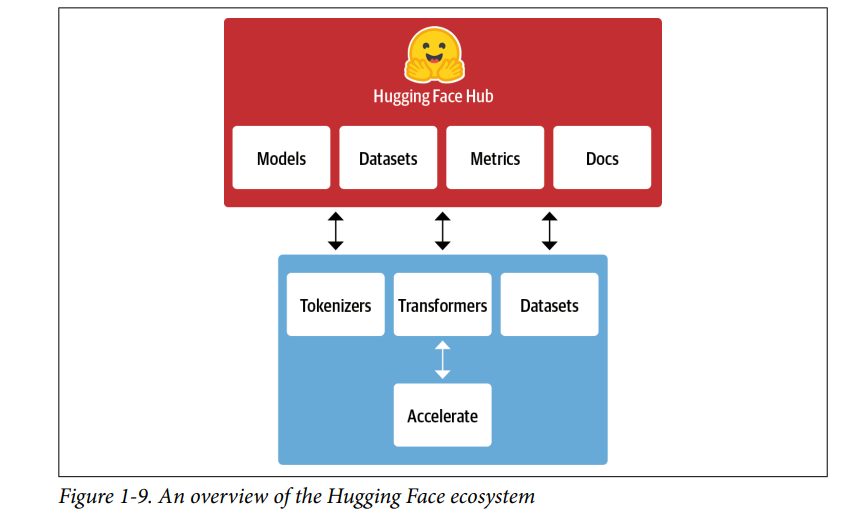 Hugging Face Hub
Models Datasets Metrics Docs
Tokenizers Transformers Datasets
Accelerate
Figure 1-9. An overview of the Hugging Face ecosystem